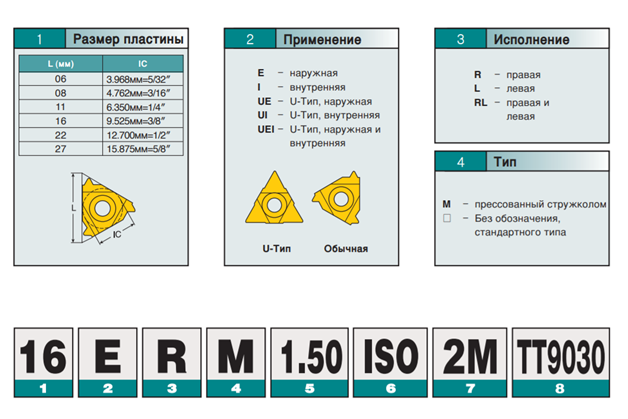 1 Размер пластины
L (мм) IC
06 3.968мм=5/32"
08 4.762мм=3/16"
11 6.350мм=1/4"
16 9.525мм=3/8"
22 12.700мм=1/2"
27 15.875мм=5/8"
L
IC
2 Применение
E – наружная
I – внутренняя
UE – U-Тип, наружная
UI – U-Тип, внутренняя
UEI – U-Тип, наружная и
внутренняя
U-Тип Обычная
3 Исполнение
R – правая
L – левая
RL – правая и
левая
4 Тип
M – прессованный стружколом
□ – Без обозначения,
стандартного типа
16 E R M 1.50 ISO 2M TT9030
1 2 3 4 5 6 7 8